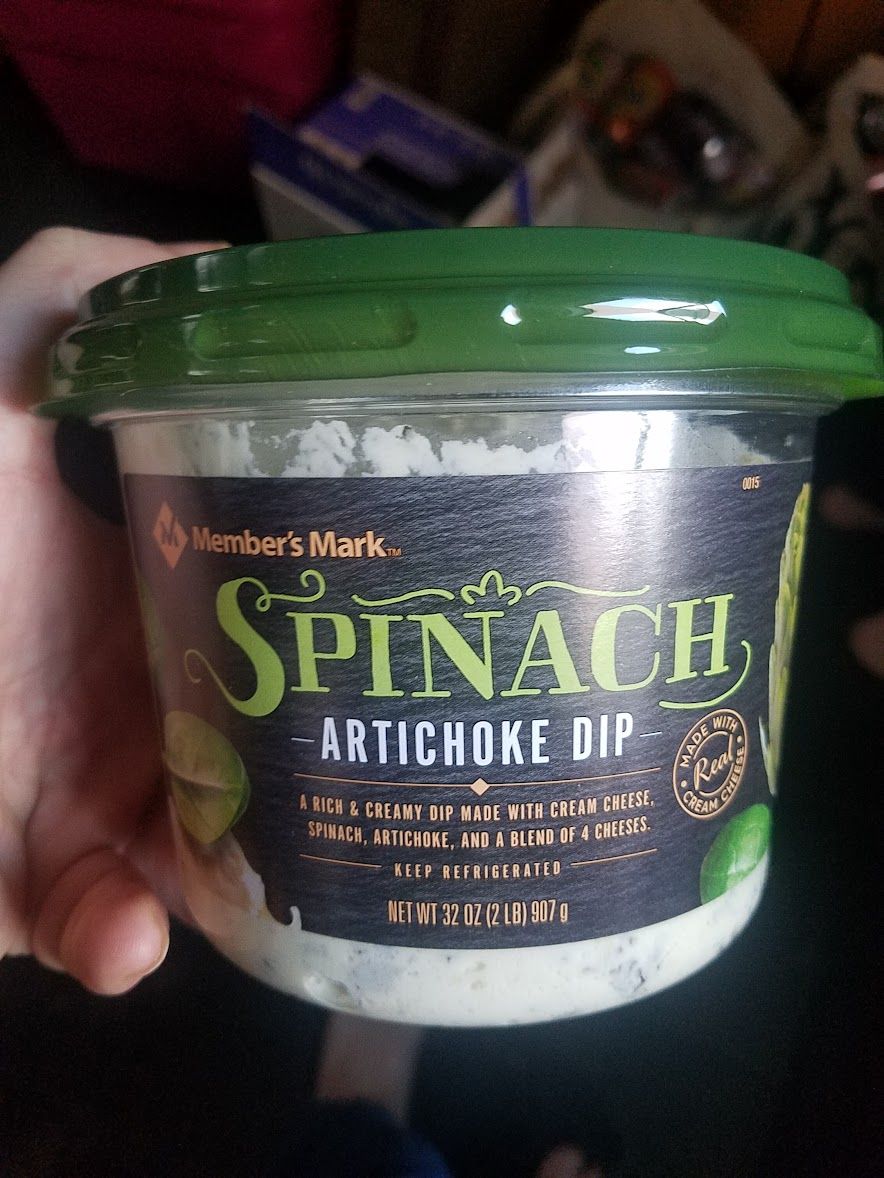 0015
M Member's Mark™
SPINACH
ARTICHOKE DIP
MADE WITH
Real
CREAM CHEESE
A RICH & CREAMY DIP MADE WITH CREAM CHEESE,
SPINACH, ARTICHOKE, AND A BLEND OF 4 CHEESES.
KEEP REFRIGERATED
NET WT 32 OZ (2 LB) 907 g